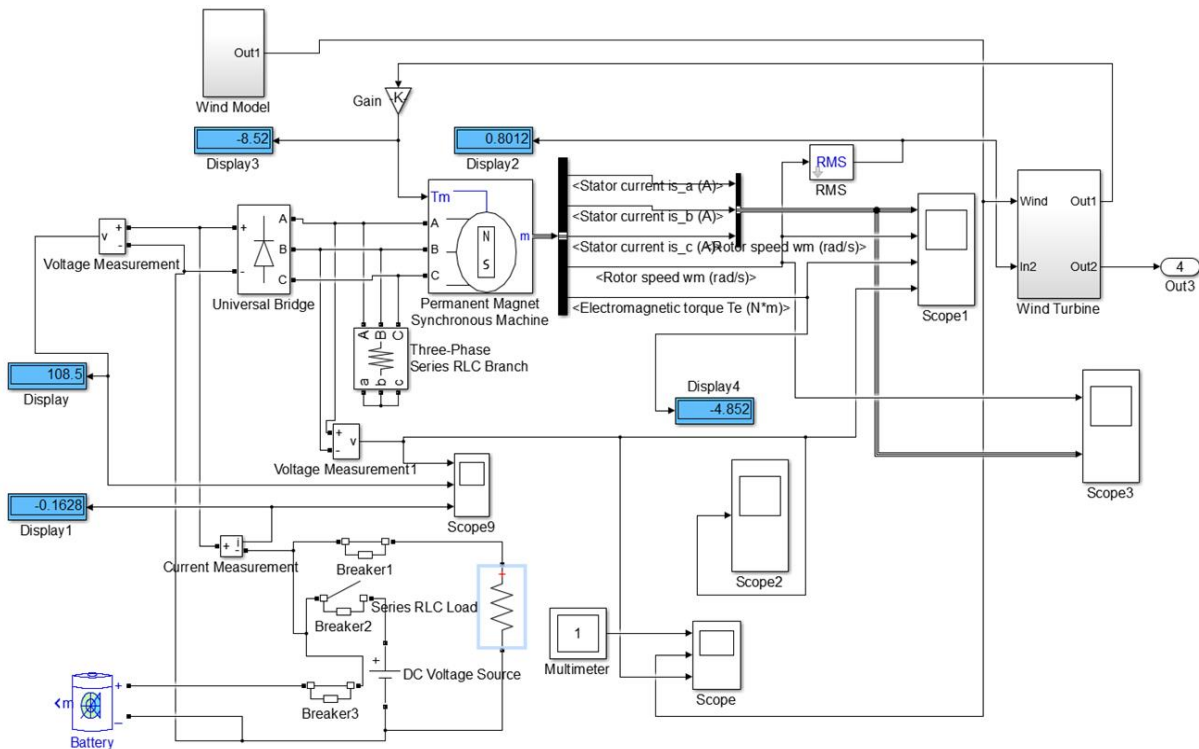 Out1
Wind Model
Gain
-K-
-8.52
Display3
0.8012
Display2
RMS
RMS
<Stator current is_a (A)>
<Stator current is_b (A)>
<Stator current is_c (A)>
<Rotor speed wm (rad/s)>
<Rotor speed wm (rad/s)>
<Electromagnetic torque Te (N*m)>
Tm
A
B
C
m
N
S
Permanent Magnet
Synchronous Machine
v
+
-
Voltage Measurement
+
-
A
B
C
Universal Bridge
Scope1
Wind
In2
Out1
Out2
Wind Turbine
4
Out3
A
B
C
a
b
c
Three-Phase
Series RLC Branch
108.5
Display
Display4
-4.852
+
-
v
Voltage Measurement1
Scope9
Scope3
-0.1628
Display1
+
i
-
Current Measurement
Breaker1
Scope2
Breaker2
Series RLC Load
+
1
Multimeter
Scope
+
DC Voltage Source
Breaker3
m
+
–
Battery